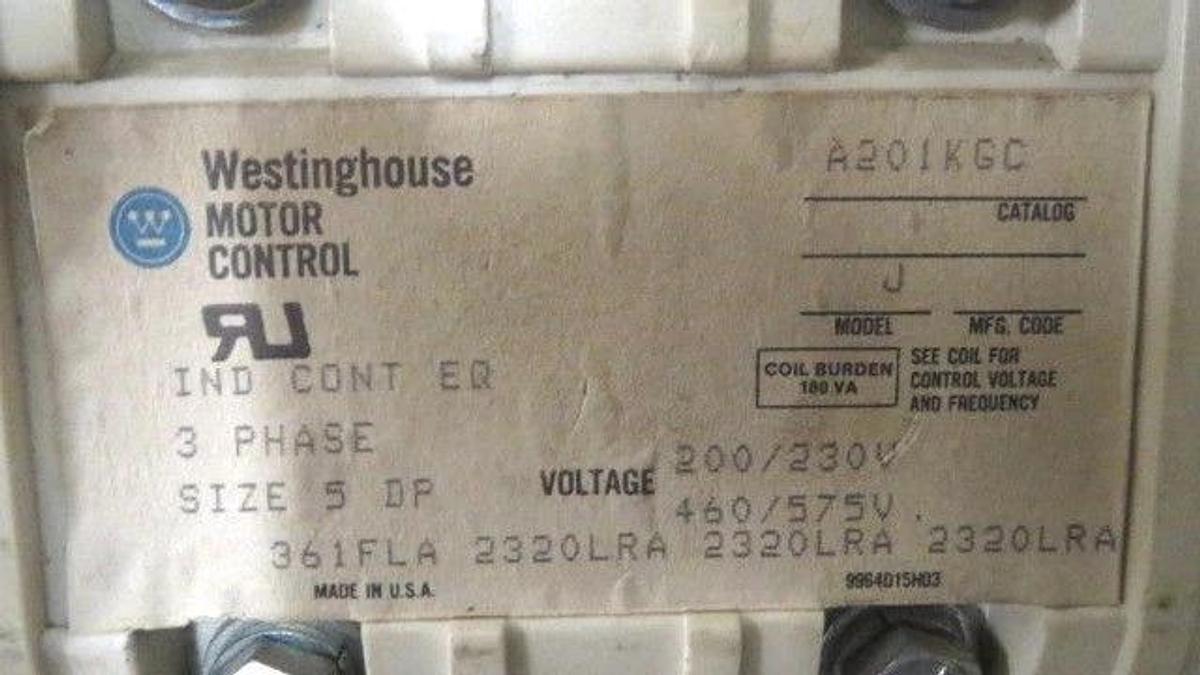 Westinghouse
MOTOR
CONTROL
A201KGC
CATALOG
J
MODEL
MFG. CODE
COIL BURDEN
180 VA
SEE COIL FOR
CONTROL VOLTAGE
AND FREQUENCY
IND CONT EQ
3 PHASE
SIZE 5 DP
VOLTAGE
200/230V
460/575V
361FLA 2320LRA 2320LRA 2320LRA
MADE IN U.S.A.
9964D15H03